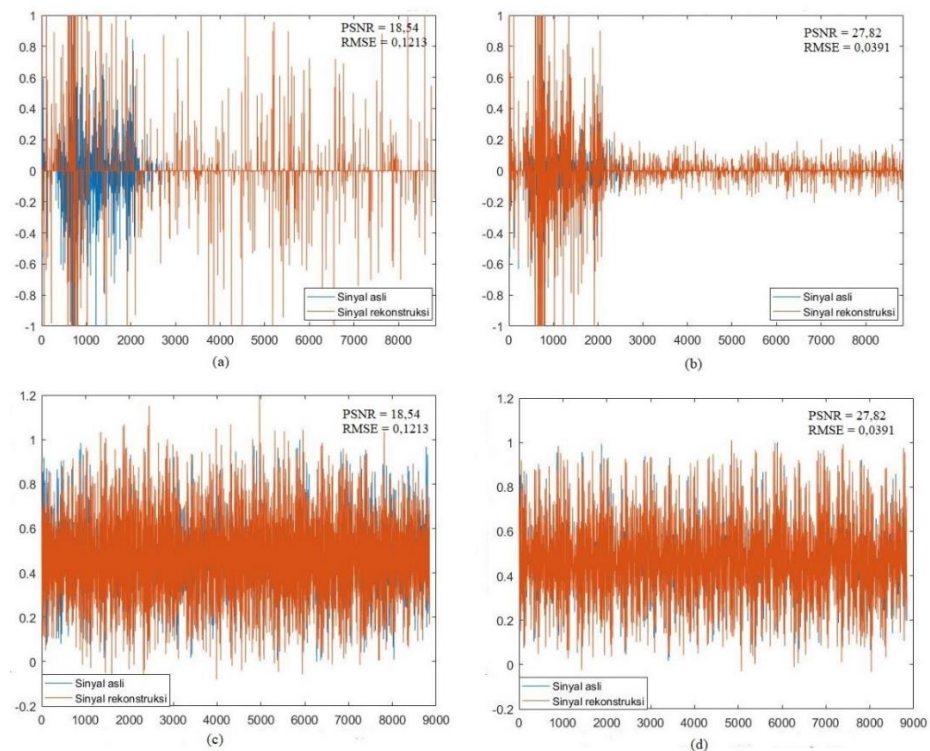 PSNR = 18,54
RMSE = 0,1213
1
0.8
0.6
0.4
0.2
0
-0.2
-0.4
-0.6
-0.8
-1
Sinyal asli
Sinyal rekonstruksi
0 1000 2000 3000 4000 5000 6000 7000 8000
(a)
PSNR = 27,82
RMSE = 0,0391
1
0.8
0.6
0.4
0.2
0
-0.2
-0.4
-0.6
-0.8
-1
Sinyal asli
Sinyal rekonstruksi
0 1000 2000 3000 4000 5000 6000 7000 8000
(b)
1.2
PSNR = 18,54
RMSE = 0,1213
1
0.8
0.6
0.4
0.2
0
Sinyal asli
Sinyal rekonstruksi
-0.2
0 1000 2000 3000 4000 5000 6000 7000 8000 9000
(c)
1.2
PSNR = 27,82
RMSE = 0,0391
1
0.8
0.6
0.4
0.2
0
Sinyal asli
Sinyal rekonstruksi
-0.2
0 1000 2000 3000 4000 5000 6000 7000 8000 9000
(d)